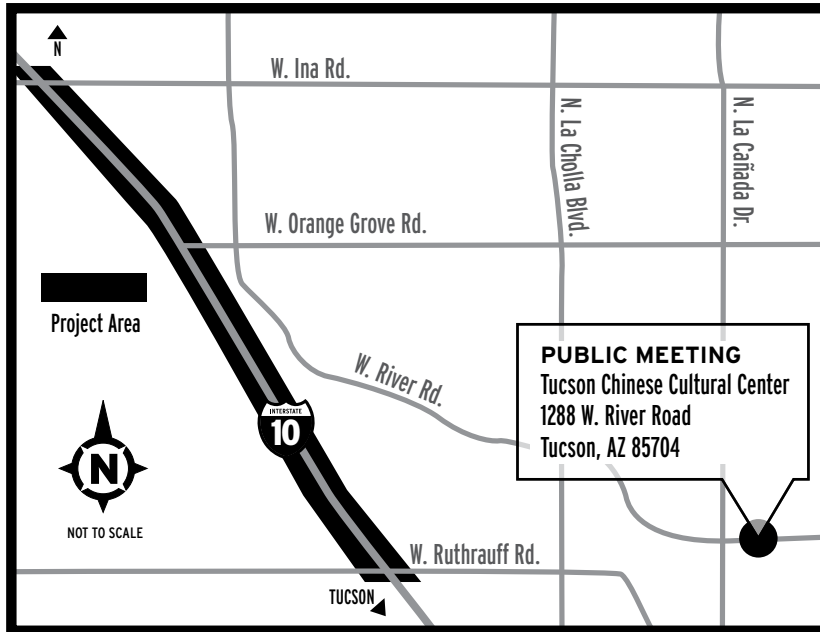 N
W. Ina Rd.
N. La Cholla Blvd.
N. La Cañada Dr.
W. Orange Grove Rd.
Project Area
W. River Rd.
PUBLIC MEETING
Tucson Chinese Cultural Center
1288 W. River Road
Tucson, AZ 85704
INTERSTATE
10
N
NOT TO SCALE
W. Ruthrauff Rd.
TUCSON